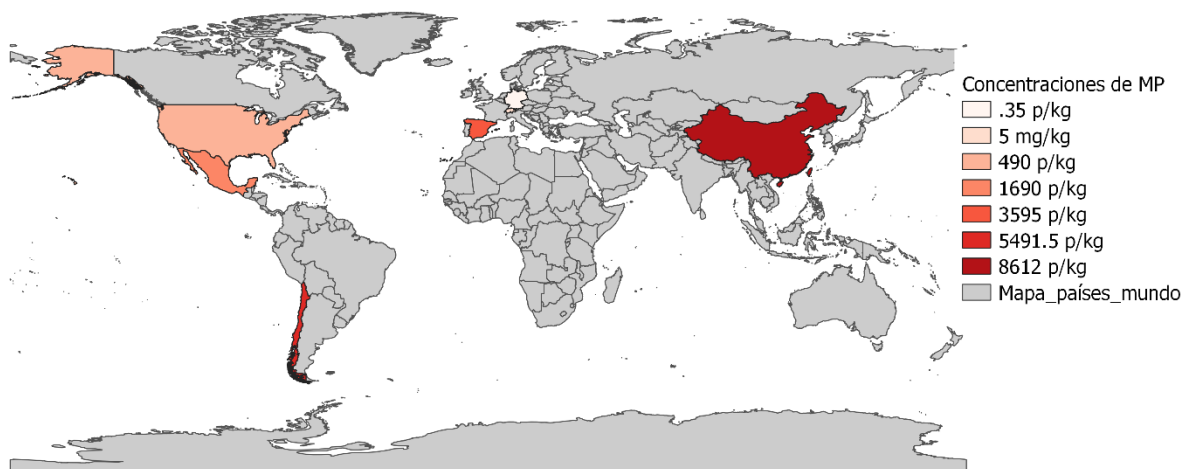 Concentraciones de MP
.35 p/kg
5 mg/kg
490 p/kg
1690 p/kg
3595 p/kg
5491.5 p/kg
8612 p/kg
Mapa_países_mundo